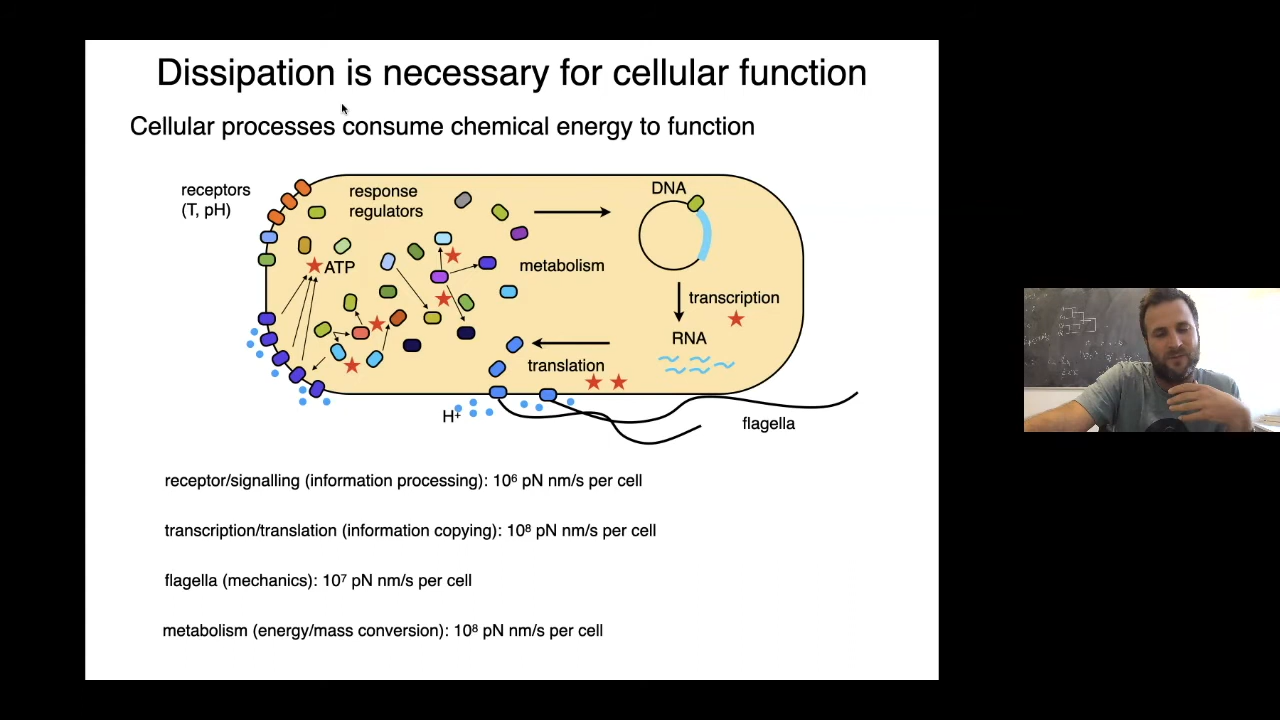 Dissipation is necessary for cellular function
Cellular processes consume chemical energy to function
receptors
(T, pH)
response
regulators
DNA
ATP
metabolism
transcription
RNA
translation
H⁺
flagella
receptor/signalling (information processing): 10⁶ pN nm/s per cell
transcription/translation (information copying): 10⁸ pN nm/s per cell
flagella (mechanics): 10⁷ pN nm/s per cell
metabolism (energy/mass conversion): 10⁸ pN nm/s per cell